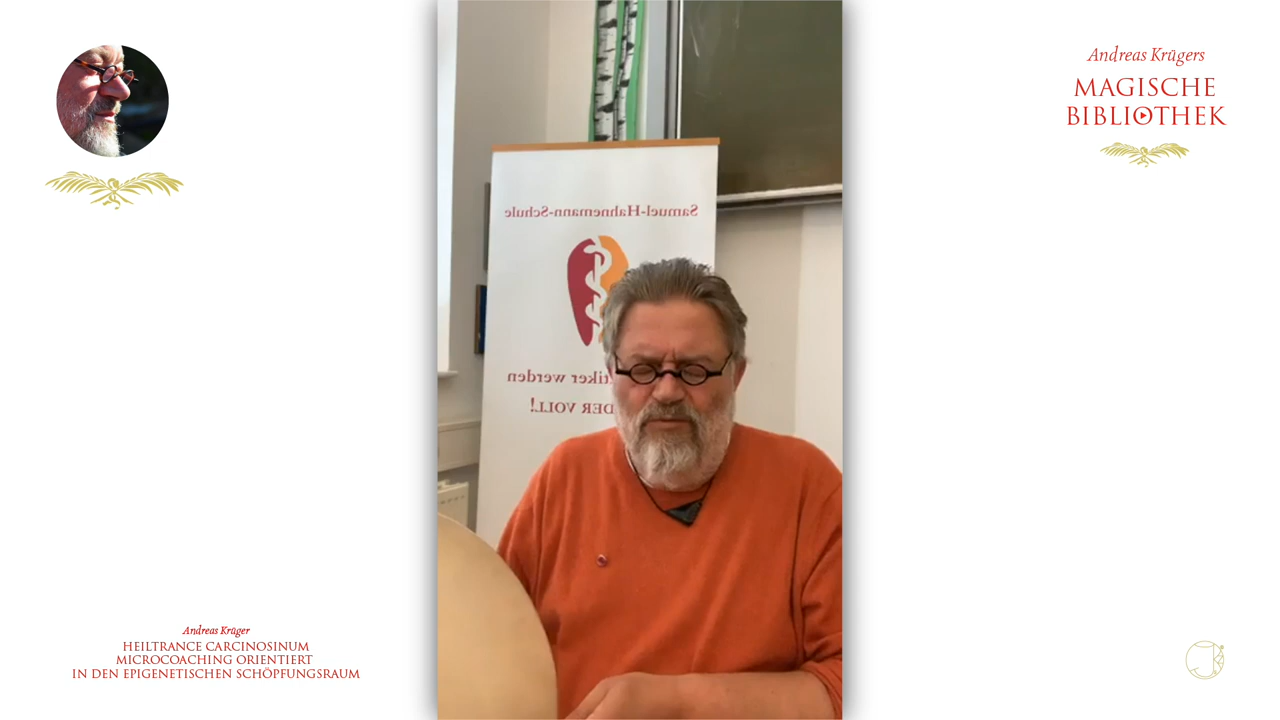 Andreas Krügers
MAGISCHE
BIBLIOTHEK
Samuel-Hahnemann-Schule
werden
DER VOLL!
Andreas Krüger
HEILTRANCE CARCINOSINUM
MICROCOACHING ORIENTIERT
IN DEN EPIGENETISCHEN SCHÖPFUNGSRAUM